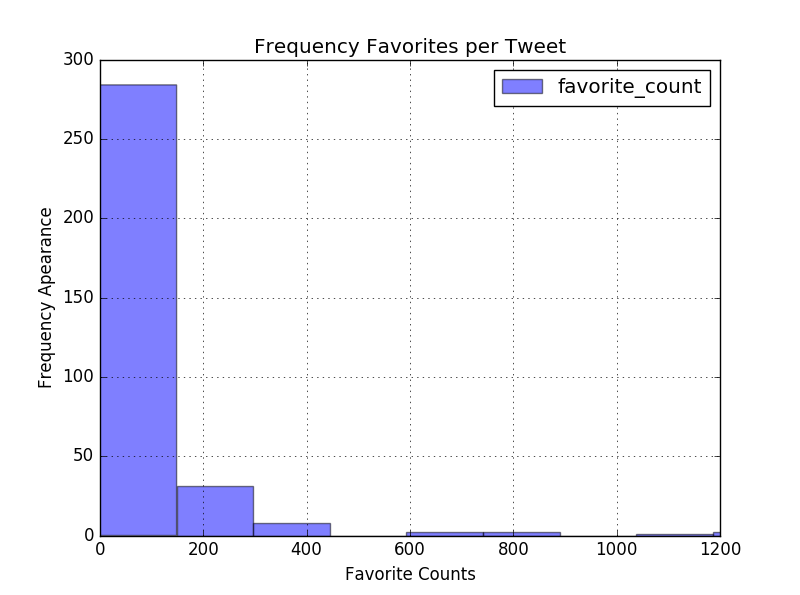 Frequency Favorites per Tweet
favorite_count
300
250
200
150
100
50
0
Frequency Apearance
0 200 400 600 800 1000 1200
Favorite Counts